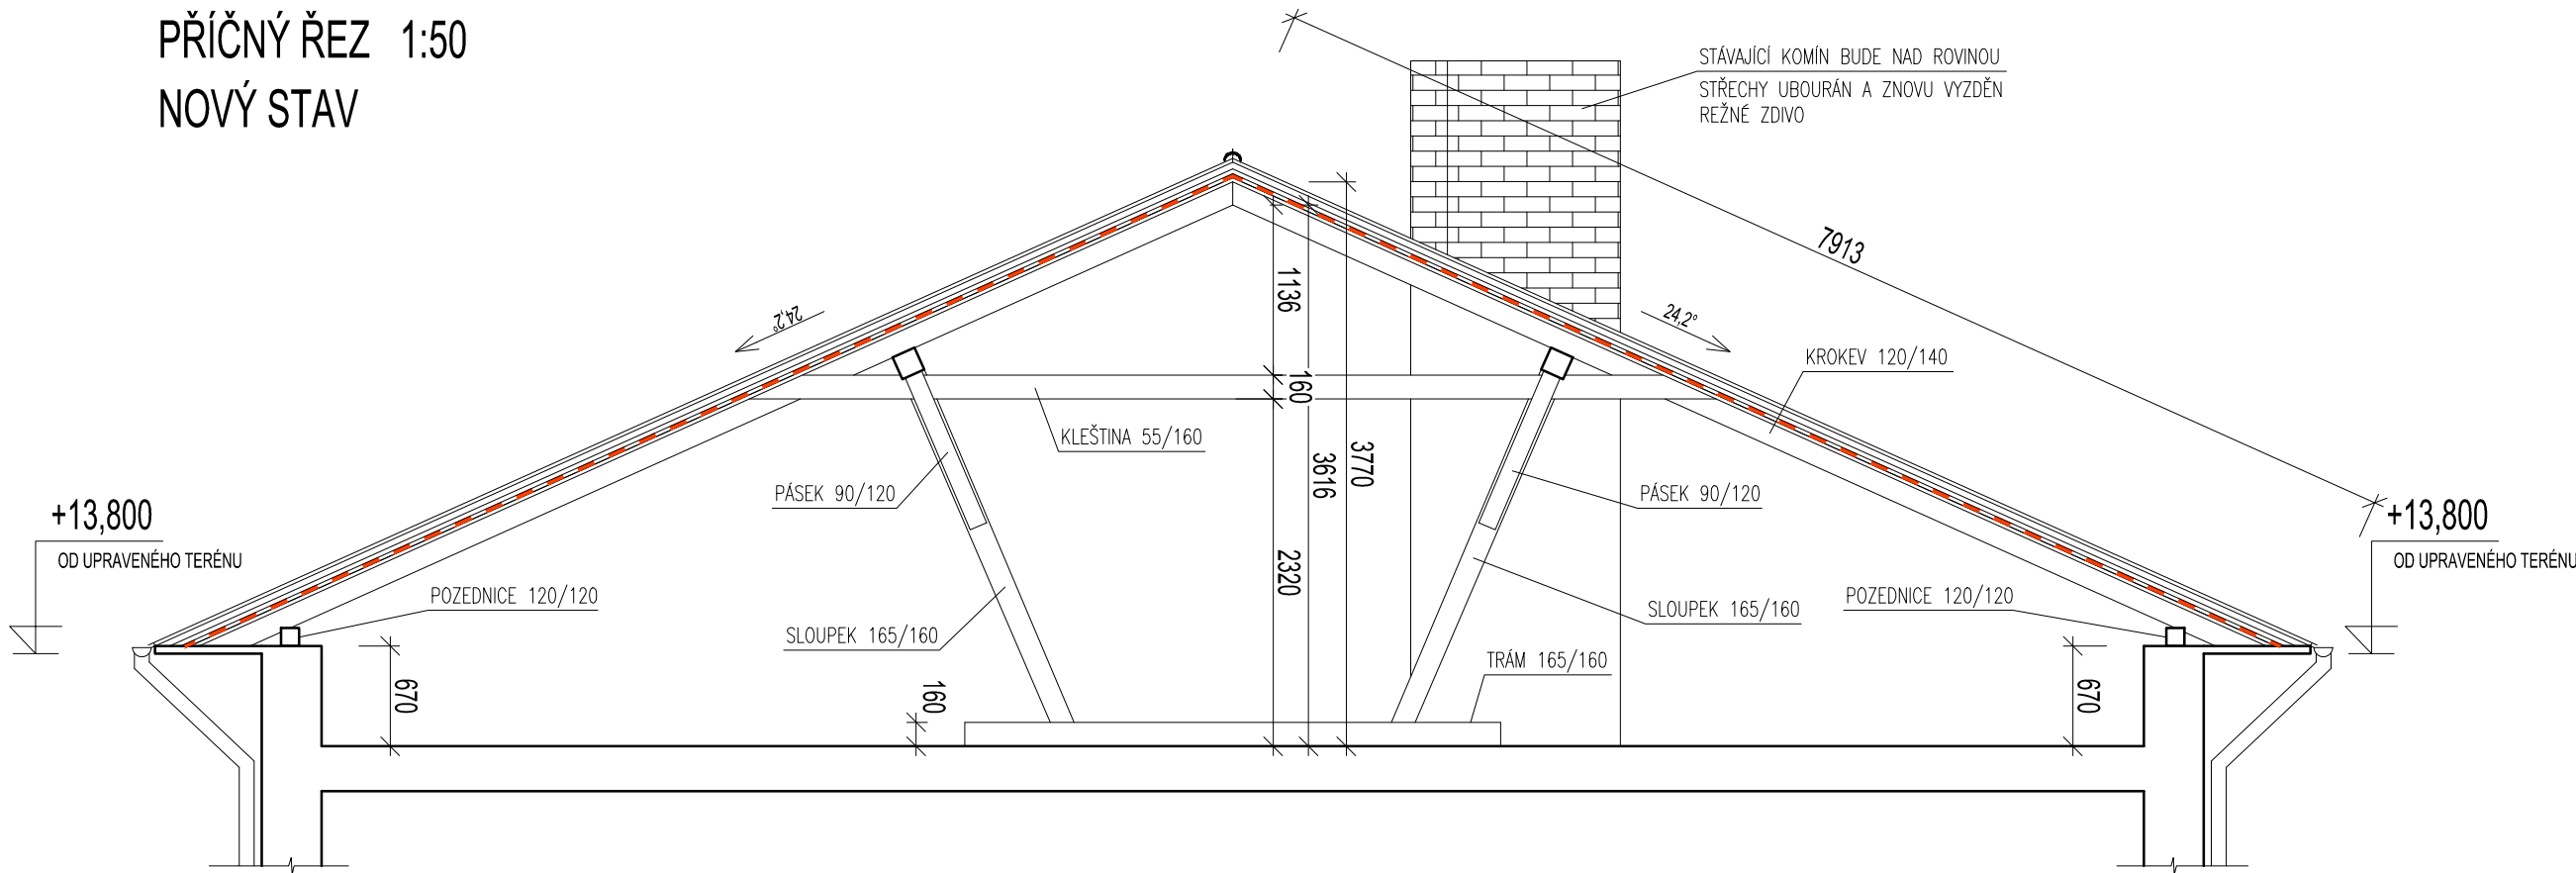 PŘÍČNÝ ŘEZ 1:50
NOVÝ STAV
STÁVAJÍCÍ KOMÍN BUDE NAD ROVINOU
STŘECHY UBOURÁN A ZNOVU VYZDĚN
REŽNÉ ZDIVO
7913
24,2°
24,2°
1136
160
KROKEV 120/140
KLEŠTINA 55/160
3770
3616
PÁSEK 90/120
PÁSEK 90/120
+13,800
OD UPRAVENÉHO TERÉNU
+13,800
OD UPRAVENÉHO TERÉNU
2320
POZEDNICE 120/120
POZEDNICE 120/120
SLOUPEK 165/160
SLOUPEK 165/160
TRÁM 165/160
670
160
670